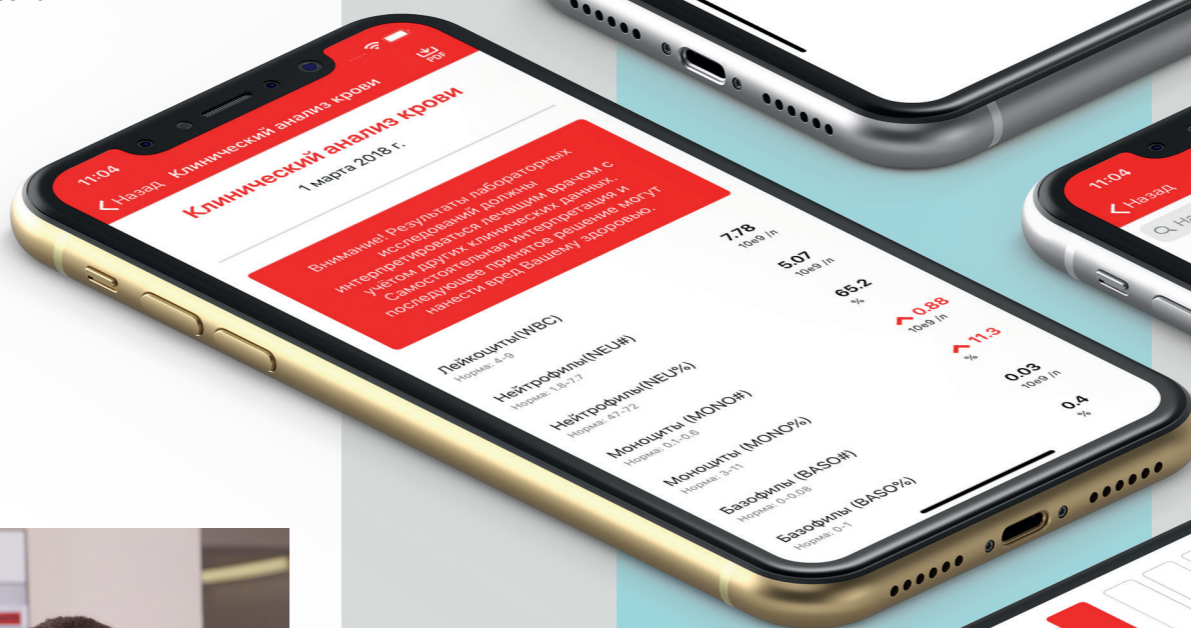 11:04
Назад Клинический анализ крови
PDF
Клинический анализ крови
1 марта 2018 г.
Внимание! Результаты лабораторных
исследований должны
интерпретироваться лечащим врачом с
учётом других клинических данных.
Самостоятельная интерпретация и
последующее принятое решение могут
нанести вред Вашему здоровью.
Лейкоциты(WBC) 7.78
Норма: 4-9 10e9 /л
Нейтрофилы(NEU#) 5.07
Норма: 1.8-7.7 10e9 /л
Нейтрофилы(NEU%) 65.2
Норма: 47-72 %
Моноциты (MONO#) 0.88
Норма: 0.1-0.6 10e9 /л
Моноциты (MONO%) 11.3
Норма: 3-11 %
Базофилы (BASO#) 0.03
Норма: 0-0.08 10e9 /л
Базофилы (BASO%) 0.4
Норма: 0-1 %
11:04
Назад